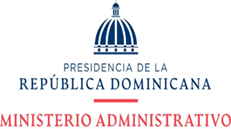 PRESIDENCIA DE LA
REPÚBLICA DOMINICANA
MINISTERIO ADMINISTRATIVO